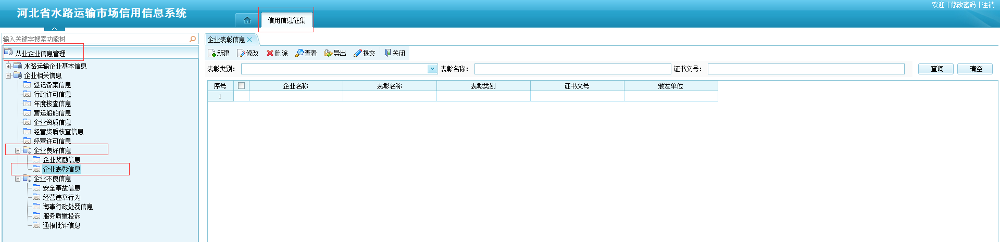 河北省水路运输市场信用信息系统
信用信息征集
欢迎 | 修改密码 | 注销
输入关键字搜索功能树
从业企业信息管理
水路运输企业基本信息
企业相关信息
登记备案信息
行政许可信息
年度核查信息
营运船舶信息
企业资质信息
经营资质核查信息
经营许可信息
企业良好信息
企业奖励信息
企业表彰信息
企业不良信息
安全事故信息
经营违章行为
海事行政处罚信息
服务质量投诉
通报批评信息
企业表彰信息
新建 修改 删除 查看 导出 提交 关闭
表彰类别： 表彰名称： 证书文号： 查询 清空
序号 企业名称 表彰名称 表彰类别 证书文号 颁发单位
1